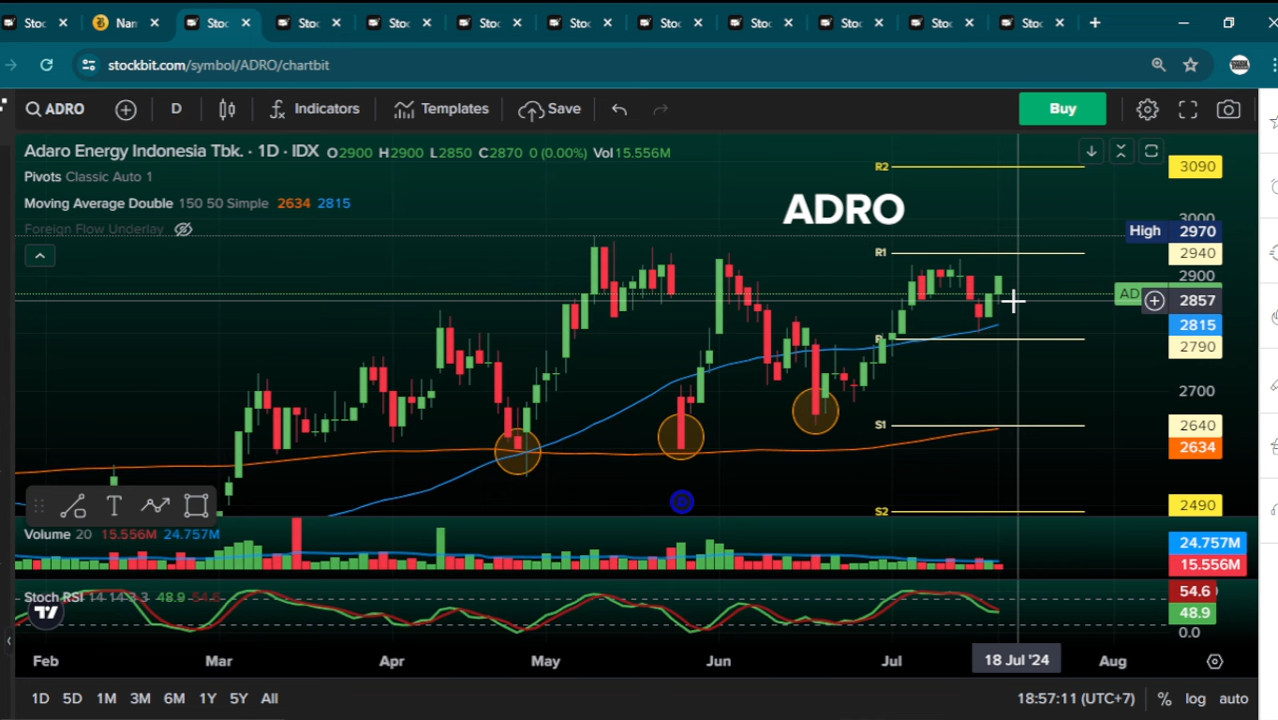 Stoc Nan Stoc Stoc Stoc Stoc Stoc Stoc Stoc Stoc Stoc Stoc
stockbit.com/symbol/ADRO/chartbit
ADRO D Indicators Templates Save Buy
Adaro Energy Indonesia Tbk. · 1D · IDX O2900 H2900 L2850 C2870 0 (0.00%) Vol15.556M
Pivots Classic Auto 1
Moving Average Double 150 50 Simple 2634 2815
Foreign Flow Underlay
ADRO
R2 3090
3000
High 2970
R1 2940
2900
AD
2857
2815
P 2790
2700
S1 2640
2634
S2 2490
Volume 20 15.556M 24.757M
24.757M
15.556M
Stoch RSI 14 14 3 3 48.9 54.6
54.6
48.9
0.0
Feb Mar Apr May Jun Jul 18 Jul '24 Aug
1D 5D 1M 3M 6M 1Y 5Y All 18:57:11 (UTC+7) % log auto